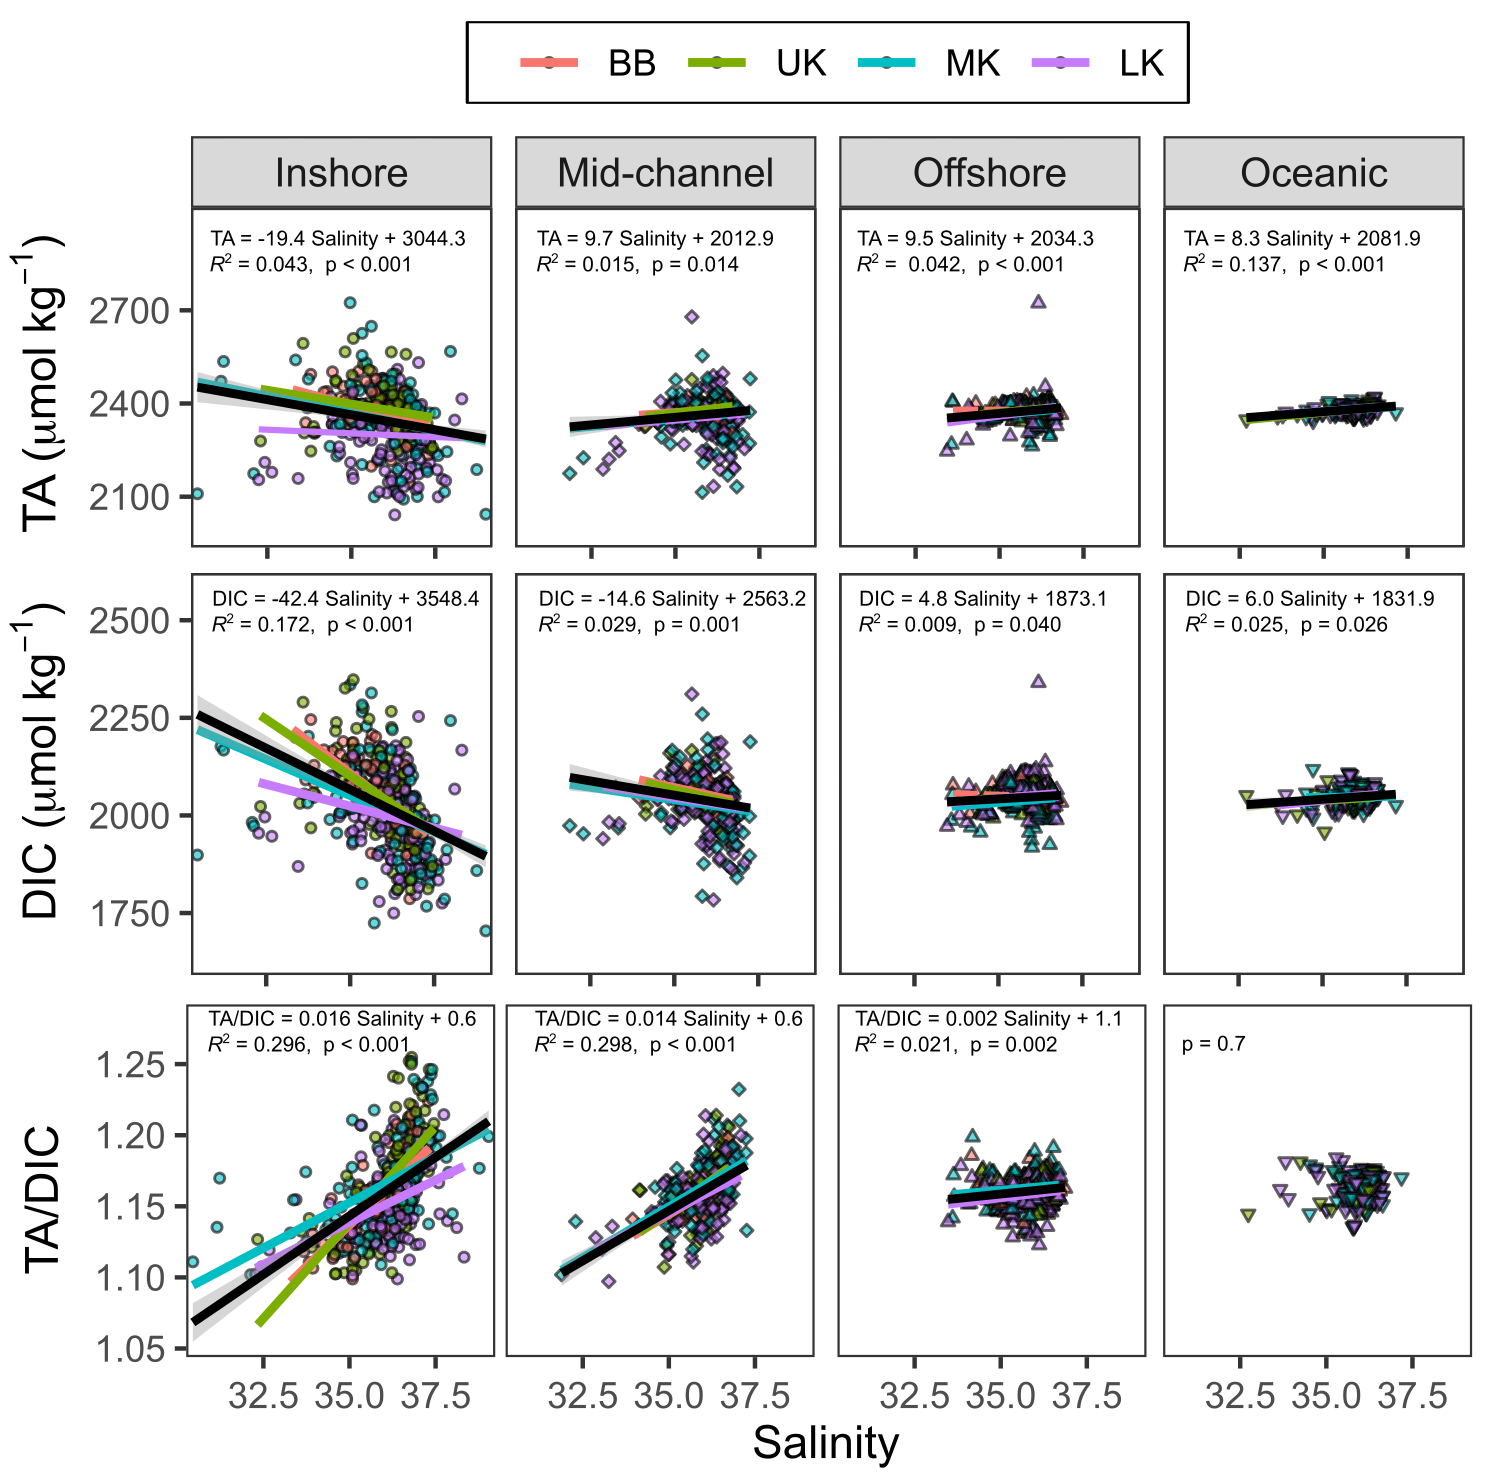 BB UK MK LK
Inshore Mid-channel Offshore Oceanic
TA (μmol kg⁻¹)
2700
2400
2100
TA = -19.4 Salinity + 3044.3
R² = 0.043, p < 0.001
TA = 9.7 Salinity + 2012.9
R² = 0.015, p = 0.014
TA = 9.5 Salinity + 2034.3
R² = 0.042, p < 0.001
TA = 8.3 Salinity + 2081.9
R² = 0.137, p < 0.001
DIC (μmol kg⁻¹)
2500
2250
2000
1750
DIC = -42.4 Salinity + 3548.4
R² = 0.172, p < 0.001
DIC = -14.6 Salinity + 2563.2
R² = 0.029, p = 0.001
DIC = 4.8 Salinity + 1873.1
R² = 0.009, p = 0.040
DIC = 6.0 Salinity + 1831.9
R² = 0.025, p = 0.026
TA/DIC
1.25
1.20
1.15
1.10
1.05
TA/DIC = 0.016 Salinity + 0.6
R² = 0.296, p < 0.001
TA/DIC = 0.014 Salinity + 0.6
R² = 0.298, p < 0.001
TA/DIC = 0.002 Salinity + 1.1
R² = 0.021, p = 0.002
p = 0.7
32.5 35.0 37.5 32.5 35.0 37.5 32.5 35.0 37.5 32.5 35.0 37.5
Salinity